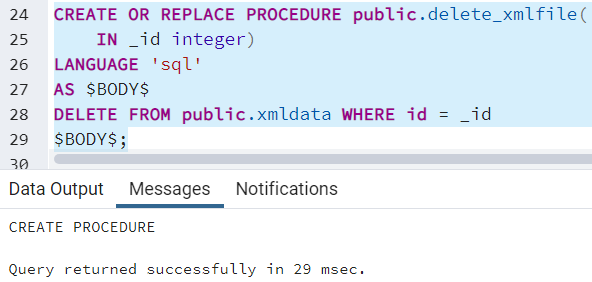 24 CREATE OR REPLACE PROCEDURE public.delete_xmlfile(
25 IN _id integer)
26 LANGUAGE 'sql'
27 AS $BODY$
28 DELETE FROM public.xmldata WHERE id = _id
29 $BODY$;
30
Data Output Messages Notifications
CREATE PROCEDURE
Query returned successfully in 29 msec.